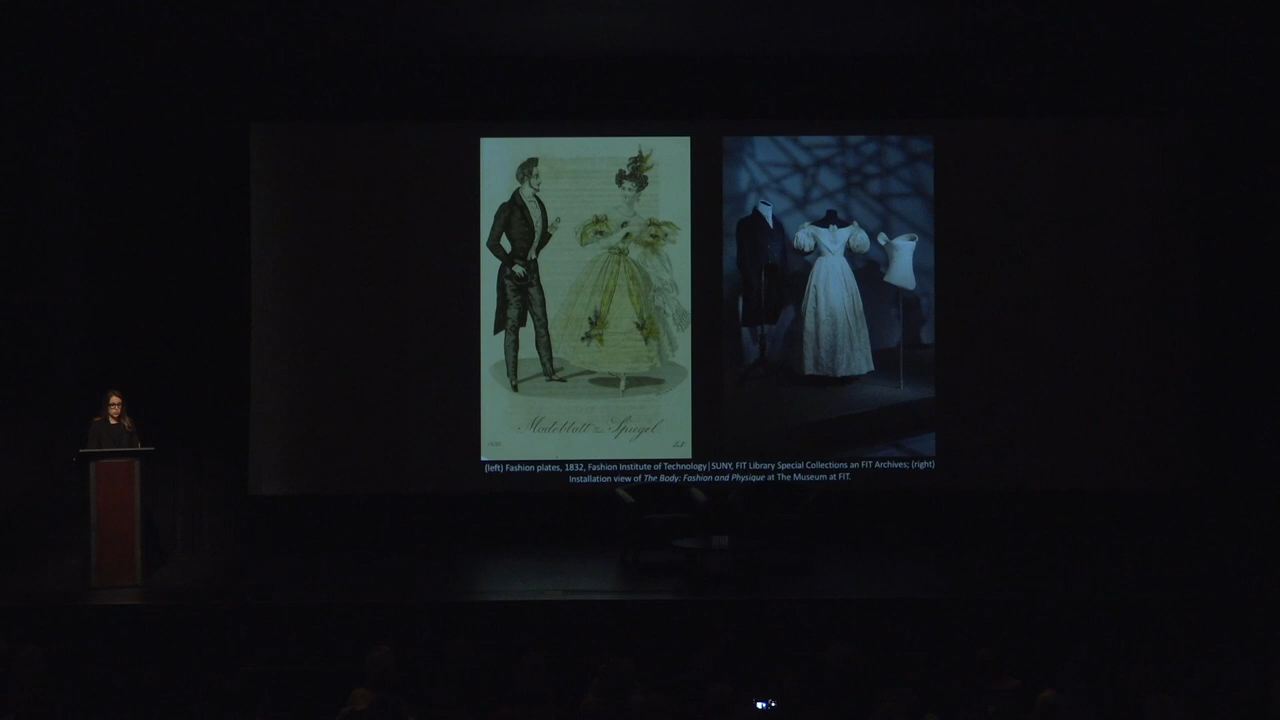 Modeblatt z. Spiegel
(left) Fashion plates, 1832, Fashion Institute of Technology|SUNY, FIT Library Special Collections an FIT Archives; (right)
Installation view of The Body: Fashion and Physique at The Museum at FIT.